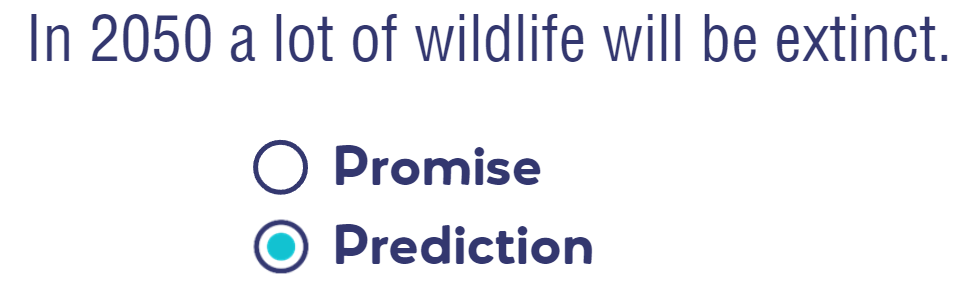 In 2050 a lot of wildlife will be extinct.
Promise
Prediction